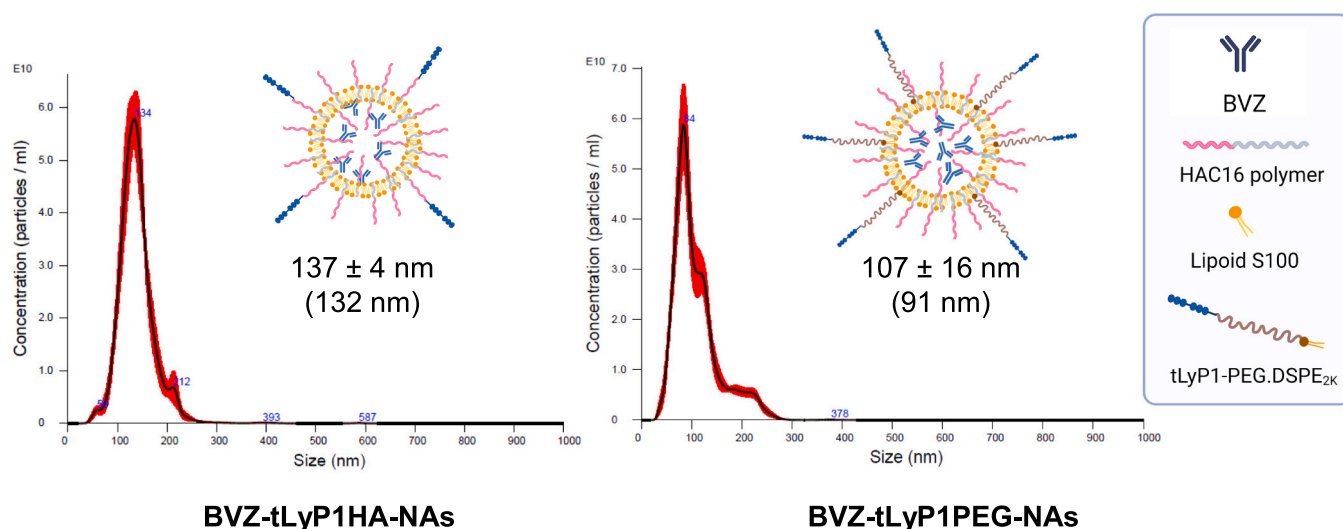 E10
Concentration (particles / ml)
6.0
5.0
4.0
3.0
2.0
1.0
0
134
212
393
587
0 100 200 300 400 500 600 700 800 900 1000
Size (nm)
137 ± 4 nm
(132 nm)
BVZ-tLyP1HA-NAs
E10
Concentration (particles / ml)
7.0
6.0
5.0
4.0
3.0
2.0
1.0
0
84
378
0 100 200 300 400 500 600 700 800 900 1000
Size (nm)
107 ± 16 nm
(91 nm)
BVZ-tLyP1PEG-NAs
BVZ
HAC16 polymer
Lipoid S100
tLyP1-PEG.DSPE2K